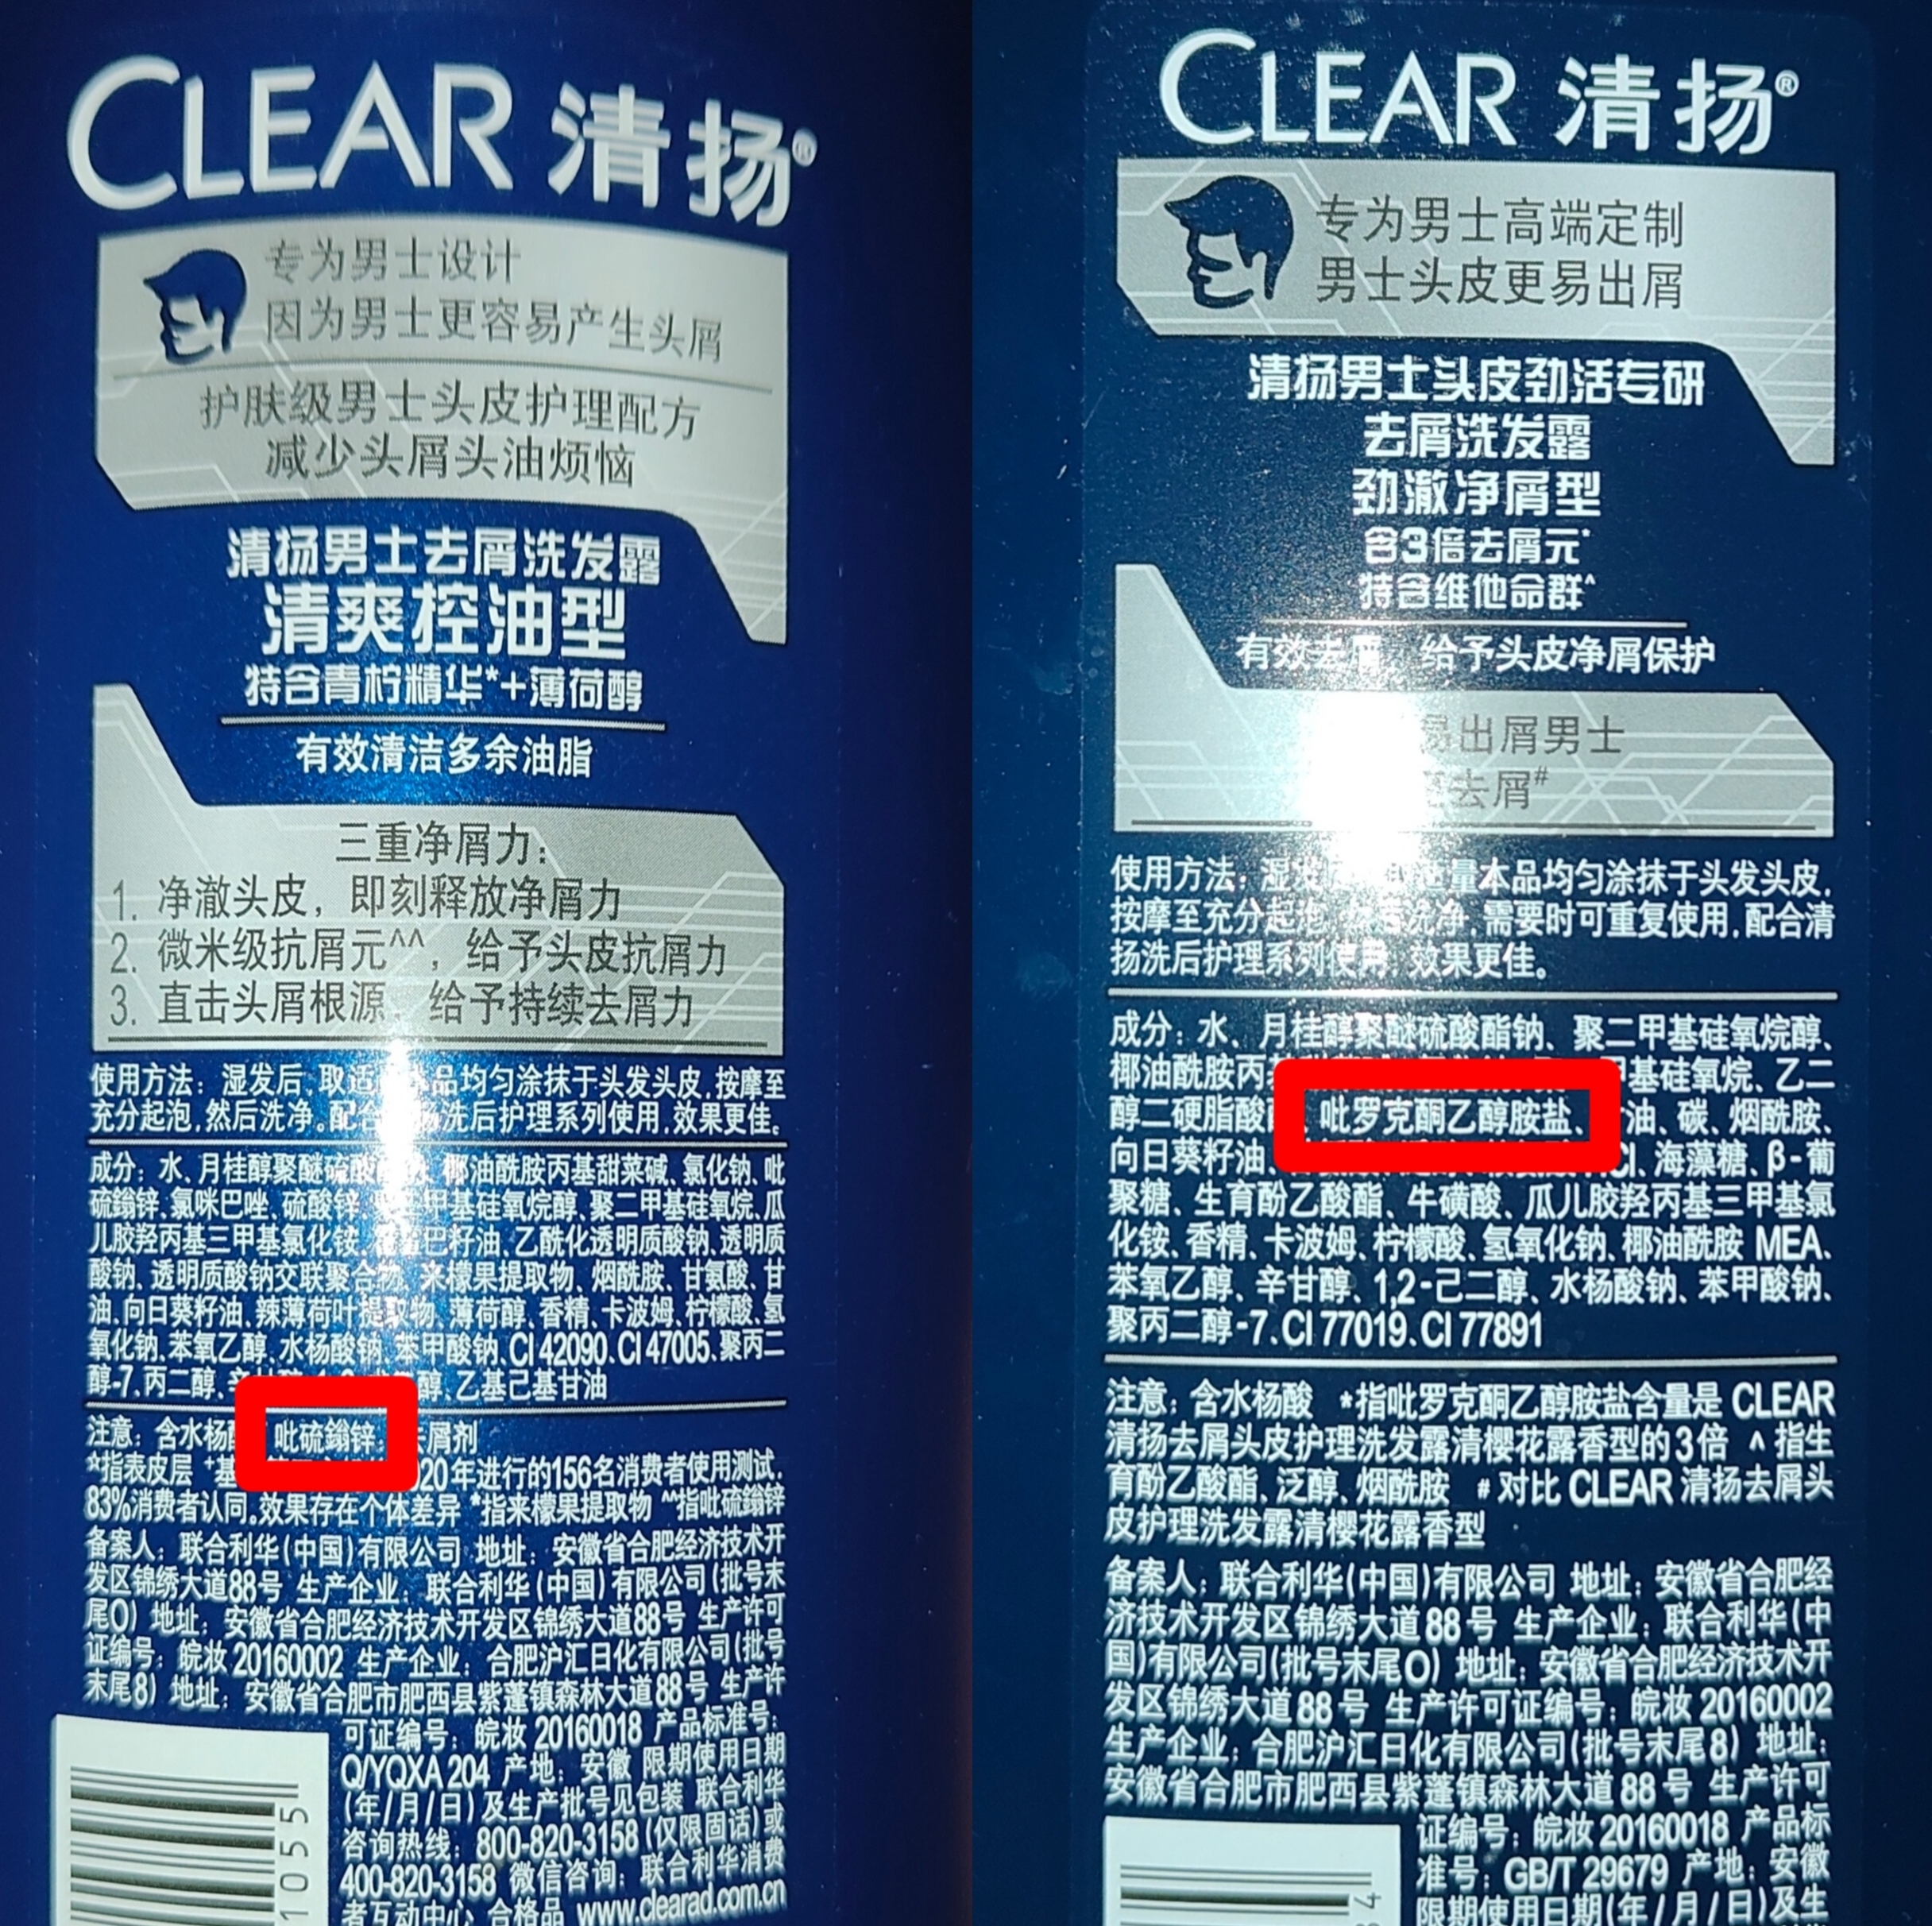 CLEAR 清扬®
专为男士设计
因为男士更容易产生头屑
护肤级男士头皮护理配方
减少头屑头油烦恼
清扬男士去屑洗发露
清爽控油型
特含青柠精华*+薄荷醇
有效清洁多余油脂
三重净屑力:
1. 净澈头皮，即刻释放净屑力
2. 微米级抗屑元^^，给予头皮抗屑力
3. 直击头屑根源，给予持续去屑力
使用方法：湿发后,取适 品均匀涂抹于头发头皮,按摩至
充分起泡,然后洗净。配合 洗后护理系列使用,效果更佳。
成分：水、月桂醇聚醚硫 椰油酰胺丙基甜菜碱、氯化钠、吡
硫鎓锌、氯咪巴唑、硫酸锌、 甲基硅氧烷醇、聚二甲基硅氧烷、瓜
儿胶羟丙基三甲基氯化铵、 巴籽油、乙酰化透明质酸钠、透明质
酸钠、透明质酸钠交联聚合物、来檬果提取物、烟酰胺、甘氨酸、甘
油、向日葵籽油、辣薄荷叶提取物、薄荷醇、香精、卡波姆、柠檬酸、氢
氧化钠、苯氧乙醇、水杨酸钠、苯甲酸钠、CI 42090、CI 47005、聚丙二
醇-7、丙二醇、 醇、乙基己基甘油
注意：含水杨 吡硫鎓锌: 屑剂
*指表皮层 +基 20年进行的156名消费者使用测试,
83%消费者认同。效果存在个体差异 *指来檬果提取物 ^^指吡硫鎓锌
备案人：联合利华(中国)有限公司 地址：安徽省合肥经济技术开
发区锦绣大道88号 生产企业：联合利华(中国)有限公司(批号末
尾O) 地址：安徽省合肥经济技术开发区锦绣大道88号 生产许可
证编号：皖妆 20160002 生产企业：合肥沪汇日化有限公司(批号
末尾8) 地址：安徽省合肥市肥西县紫蓬镇森林大道88号 生产许
可证编号：皖妆 20160018 产品标准号：
Q/YQXA 204 产地：安徽 限期使用日期
(年/月/日)及生产批号见包装 联合利华
咨询热线：800-820-3158 (仅限固话)或
400-820-3158 微信咨询：联合利华消费
者互动中心 合格品 www.clearad.com.cn
1055
CLEAR 清扬®
专为男士高端定制
男士头皮更易出屑
清扬男士头皮劲活专研
去屑洗发露
劲澈净屑型
含3倍去屑元*
特含维他命群^
有效去屑 给予头皮净屑保护
易出屑男士
去屑#
使用方法：湿发 量本品均匀涂抹于头发头皮,
按摩至充分起泡,然后洗净,需要时可重复使用,配合清
扬洗后护理系列使用,效果更佳。
成分：水、月桂醇聚醚硫酸酯钠、聚二甲基硅氧烷醇、
椰油酰胺丙 甲基硅氧烷、乙二
醇二硬脂酸 吡罗克酮乙醇胺盐、 油、碳、烟酰胺、
向日葵籽油、 海藻糖、β-葡
聚糖、生育酚乙酸酯、牛磺酸、瓜儿胶羟丙基三甲基氯
化铵、香精、卡波姆、柠檬酸、氢氧化钠、椰油酰胺 MEA、
苯氧乙醇、辛甘醇、1,2-己二醇、水杨酸钠、苯甲酸钠、
聚丙二醇-7、CI 77019、CI 77891
注意：含水杨酸 *指吡罗克酮乙醇胺盐含量是 CLEAR
清扬去屑头皮护理洗发露清樱花露香型的3倍 ^指生
育酚乙酸酯、泛醇、烟酰胺 #对比 CLEAR 清扬去屑头
皮护理洗发露清樱花露香型
备案人：联合利华(中国)有限公司 地址：安徽省合肥经
济技术开发区锦绣大道88号 生产企业：联合利华(中
国)有限公司(批号末尾O) 地址：安徽省合肥经济技术开
发区锦绣大道88号 生产许可证编号：皖妆 20160002
生产企业：合肥沪汇日化有限公司(批号末尾8) 地址：
安徽省合肥市肥西县紫蓬镇森林大道88号 生产许可
证编号：皖妆 20160018 产品标
准号：GB/T 29679 产地：安徽
限期使用日期(年/月/日)及生